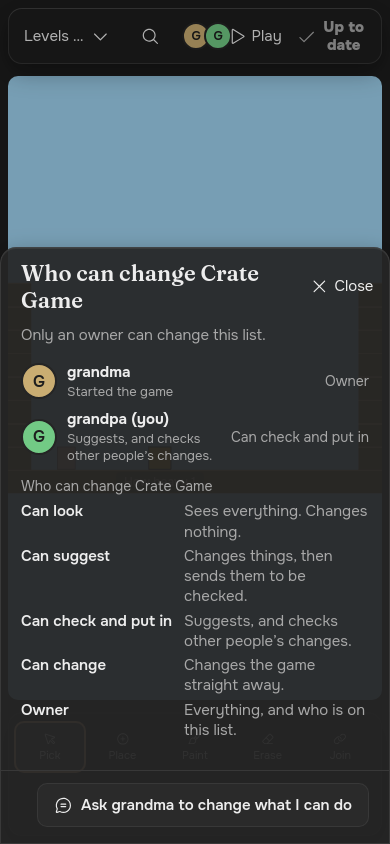 Levels ...
G G Play
Up to
date
Who can change Crate
Game
Close
Only an owner can change this list.
G
grandma
Started the game
Owner
G
grandpa (you)
Suggests, and checks
other people's changes.
Can check and put in
Who can change Crate Game
Can look
Sees everything. Changes
nothing.
Can suggest
Changes things, then
sends them to be
checked.
Can check and put in
Suggests, and checks
other people's changes.
Can change
Changes the game
straight away.
Owner
Everything, and who is on
this list.
Pick Place Paint Erase Join
Ask grandma to change what I can do